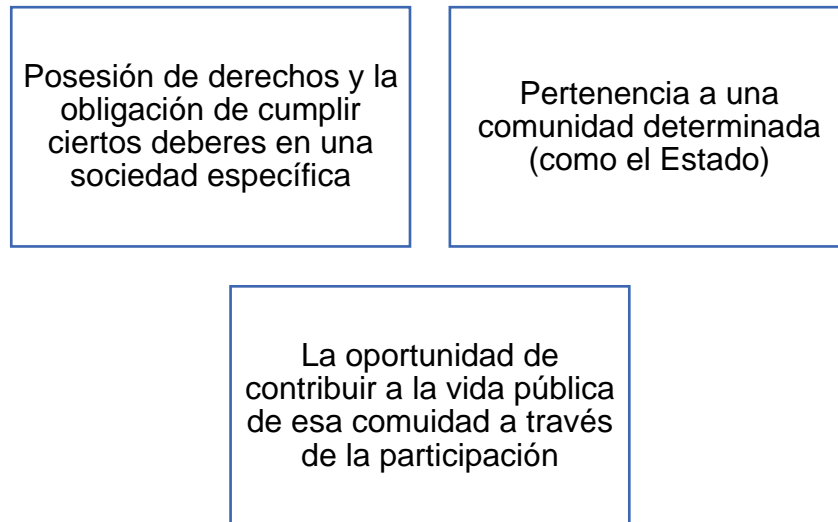 Posesión de derechos y la
obligación de cumplir
ciertos deberes en una
sociedad específica
Pertenencia a una
comunidad determinada
(como el Estado)
La oportunidad de
contribuir a la vida pública
de esa comuidad a través
de la participación